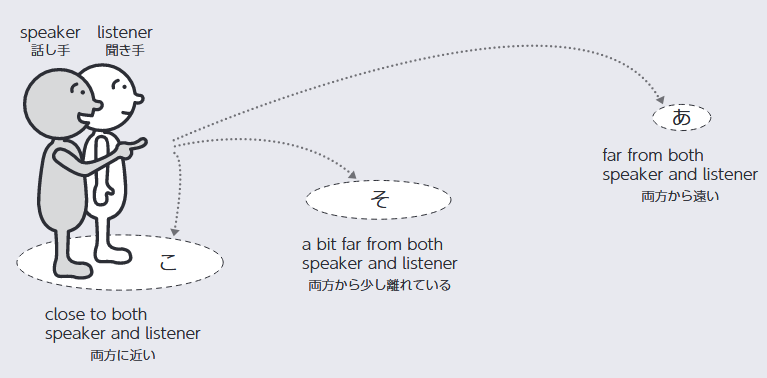 speaker
話し手
listener
聞き手
あ
far from both
speaker and listener
両方から遠い
そ
a bit far from both
speaker and listener
両方から少し離れている
こ
close to both
speaker and listener
両方に近い